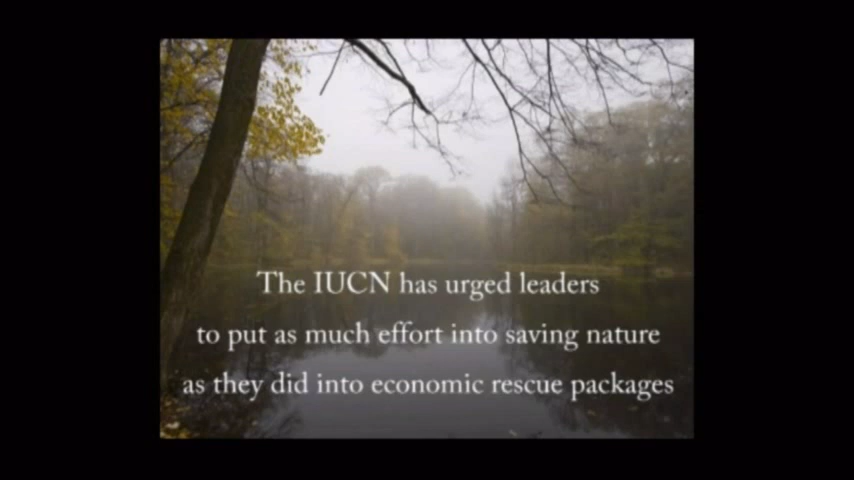 The IUCN has urged leaders
to put as much effort into saving nature
as they did into economic rescue packages